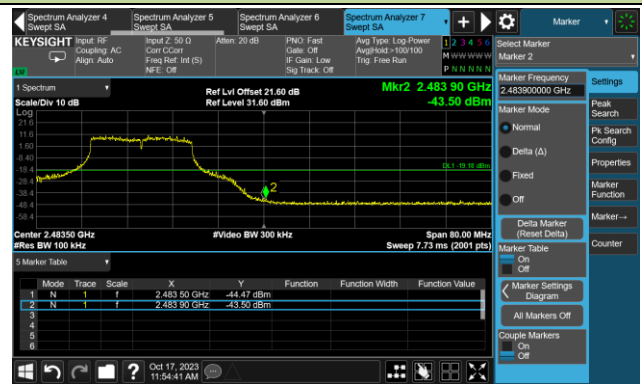 Spectrum Analyzer 4
Swept SA
Spectrum Analyzer 5
Swept SA
Spectrum Analyzer 6
Swept SA
Spectrum Analyzer 7
Swept SA
Marker
KEYSIGHT
Input: RF
Coupling: AC
Align: Auto
Input Z: 50 Ω
Corr CCorr
Freq Ref: Int (S)
NFE: Off
Atten: 20 dB
PNO: Fast
Gate: Off
IF Gain: Low
Sig Track: Off
Avg Type: Log-Power
Avg|Hold:>100/100
Trig: Free Run
1 2 3 4 5 6
M W W W W W
P N N N N N
LW
Select Marker
Marker 2
1 Spectrum
Scale/Div 10 dB
Log
Ref Lvl Offset 21.60 dB
Ref Level 31.60 dBm
Mkr2 2.483 90 GHz
-43.50 dBm
21.6
11.6
1.60
-8.40
-18.4
-28.4
-38.4
-48.4
-58.4
DL1 -19.18 dBm
2
Center 2.48350 GHz
#Res BW 100 kHz
#Video BW 300 kHz
Span 80.00 MHz
Sweep 7.73 ms (2001 pts)
5 Marker Table
Mode Trace Scale X Y Function Function Width Function Value
1 N 1 f 2.483 50 GHz -44.47 dBm
2 N 1 f 2.483 90 GHz -43.50 dBm
3
4
5
6
Marker Frequency
2.483900000 GHz
Marker Mode
Normal
Delta (Δ)
Fixed
Off
Delta Marker
(Reset Delta)
Marker Table
On
Off
Marker Settings
Diagram
All Markers Off
Couple Markers
On
Off
Settings
Peak
Search
Pk Search
Config
Properties
Marker
Function
Marker→
Counter
?
Oct 17, 2023
11:54:41 AM